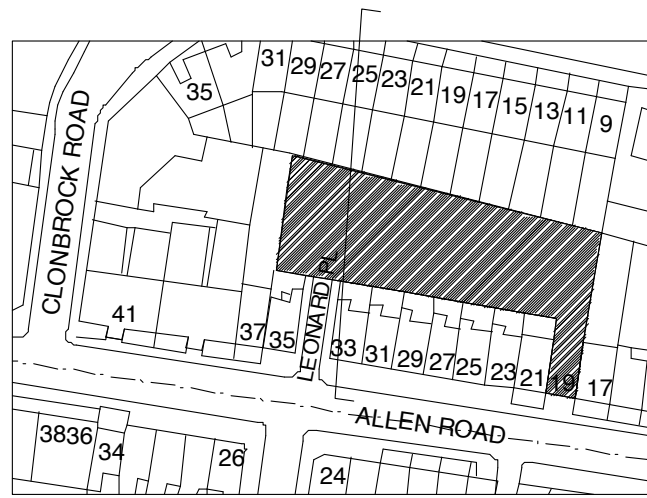 31 29 27 25 23 21 19 17 15 13 11 9
35
CLONBROCK ROAD
LEONARD PL
41 37 35 33 31 29 27 25 23 21 19 17
ALLEN ROAD
38 36 34 26 24